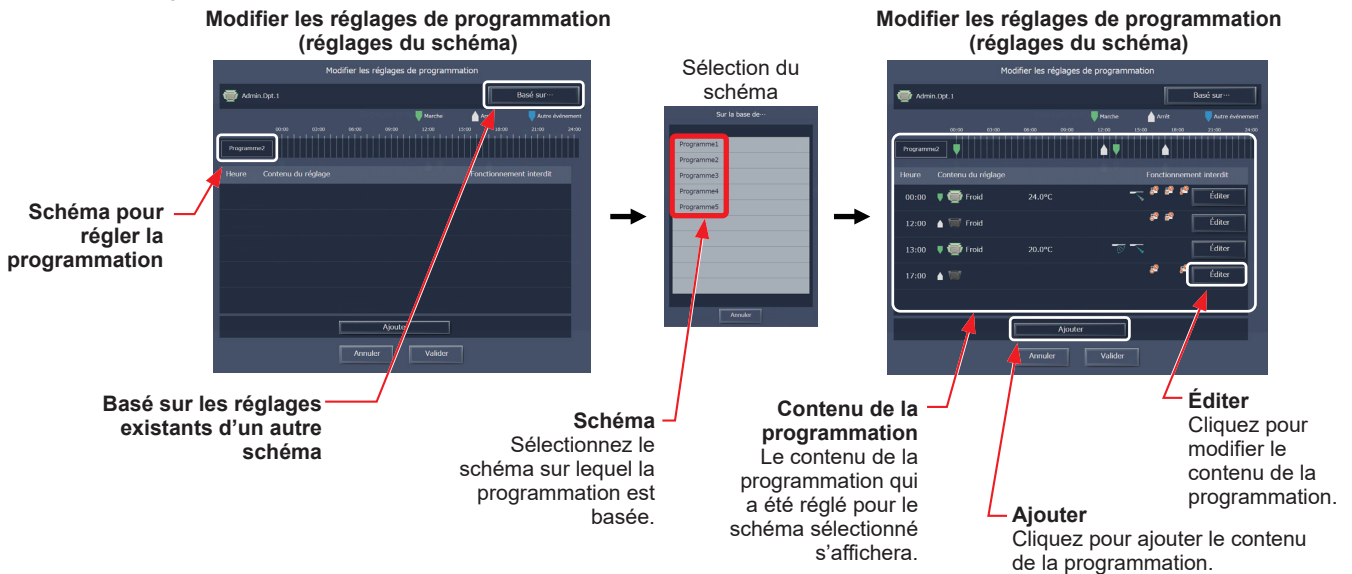 Modifier les réglages de programmation
(réglages du schéma)
Modifier les réglages de programmation
Admin.Dpt.1
Basé sur···
Marche
Arrêt
Autre événement
00:00 03:00 06:00 09:00 12:00 15:00 18:00 21:00 24:00
Programme2
Heure Contenu du réglage Fonctionnement interdit
Ajouter
Annuler Valider
Schéma pour
régler la
programmation
Basé sur les réglages
existants d’un autre
schéma
Sélection du
schéma
Sur la base de···
Programme1
Programme2
Programme3
Programme4
Programme5
Annuler
Schéma
Sélectionnez le
schéma sur lequel la
programmation est
basée.
Modifier les réglages de programmation
(réglages du schéma)
Modifier les réglages de programmation
Admin.Dpt.1
Basé sur···
Marche
Arrêt
Autre événement
00:00 03:00 06:00 09:00 12:00 15:00 18:00 21:00 24:00
Programme2
Heure Contenu du réglage Fonctionnement interdit
00:00 Froid 24.0°C Éditer
12:00 Froid Éditer
13:00 Froid 20.0°C Éditer
17:00 Éditer
Ajouter
Annuler Valider
Contenu de la
programmation
Le contenu de la
programmation qui
a été réglé pour le
schéma sélectionné
s’affichera.
Ajouter
Cliquez pour ajouter le contenu
de la programmation.
Éditer
Cliquez pour
modifier le
contenu de la
programmation.